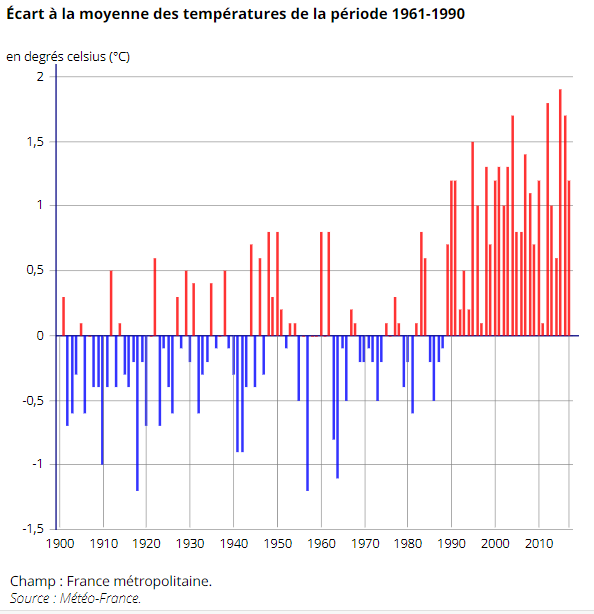 Écart à la moyenne des températures de la période 1961-1990
en degrés celsius (°C)
2
1,5
1
0,5
0
-0,5
-1
-1,5
1900 1910 1920 1930 1940 1950 1960 1970 1980 1990 2000 2010
Champ : France métropolitaine.
Source : Météo-France.